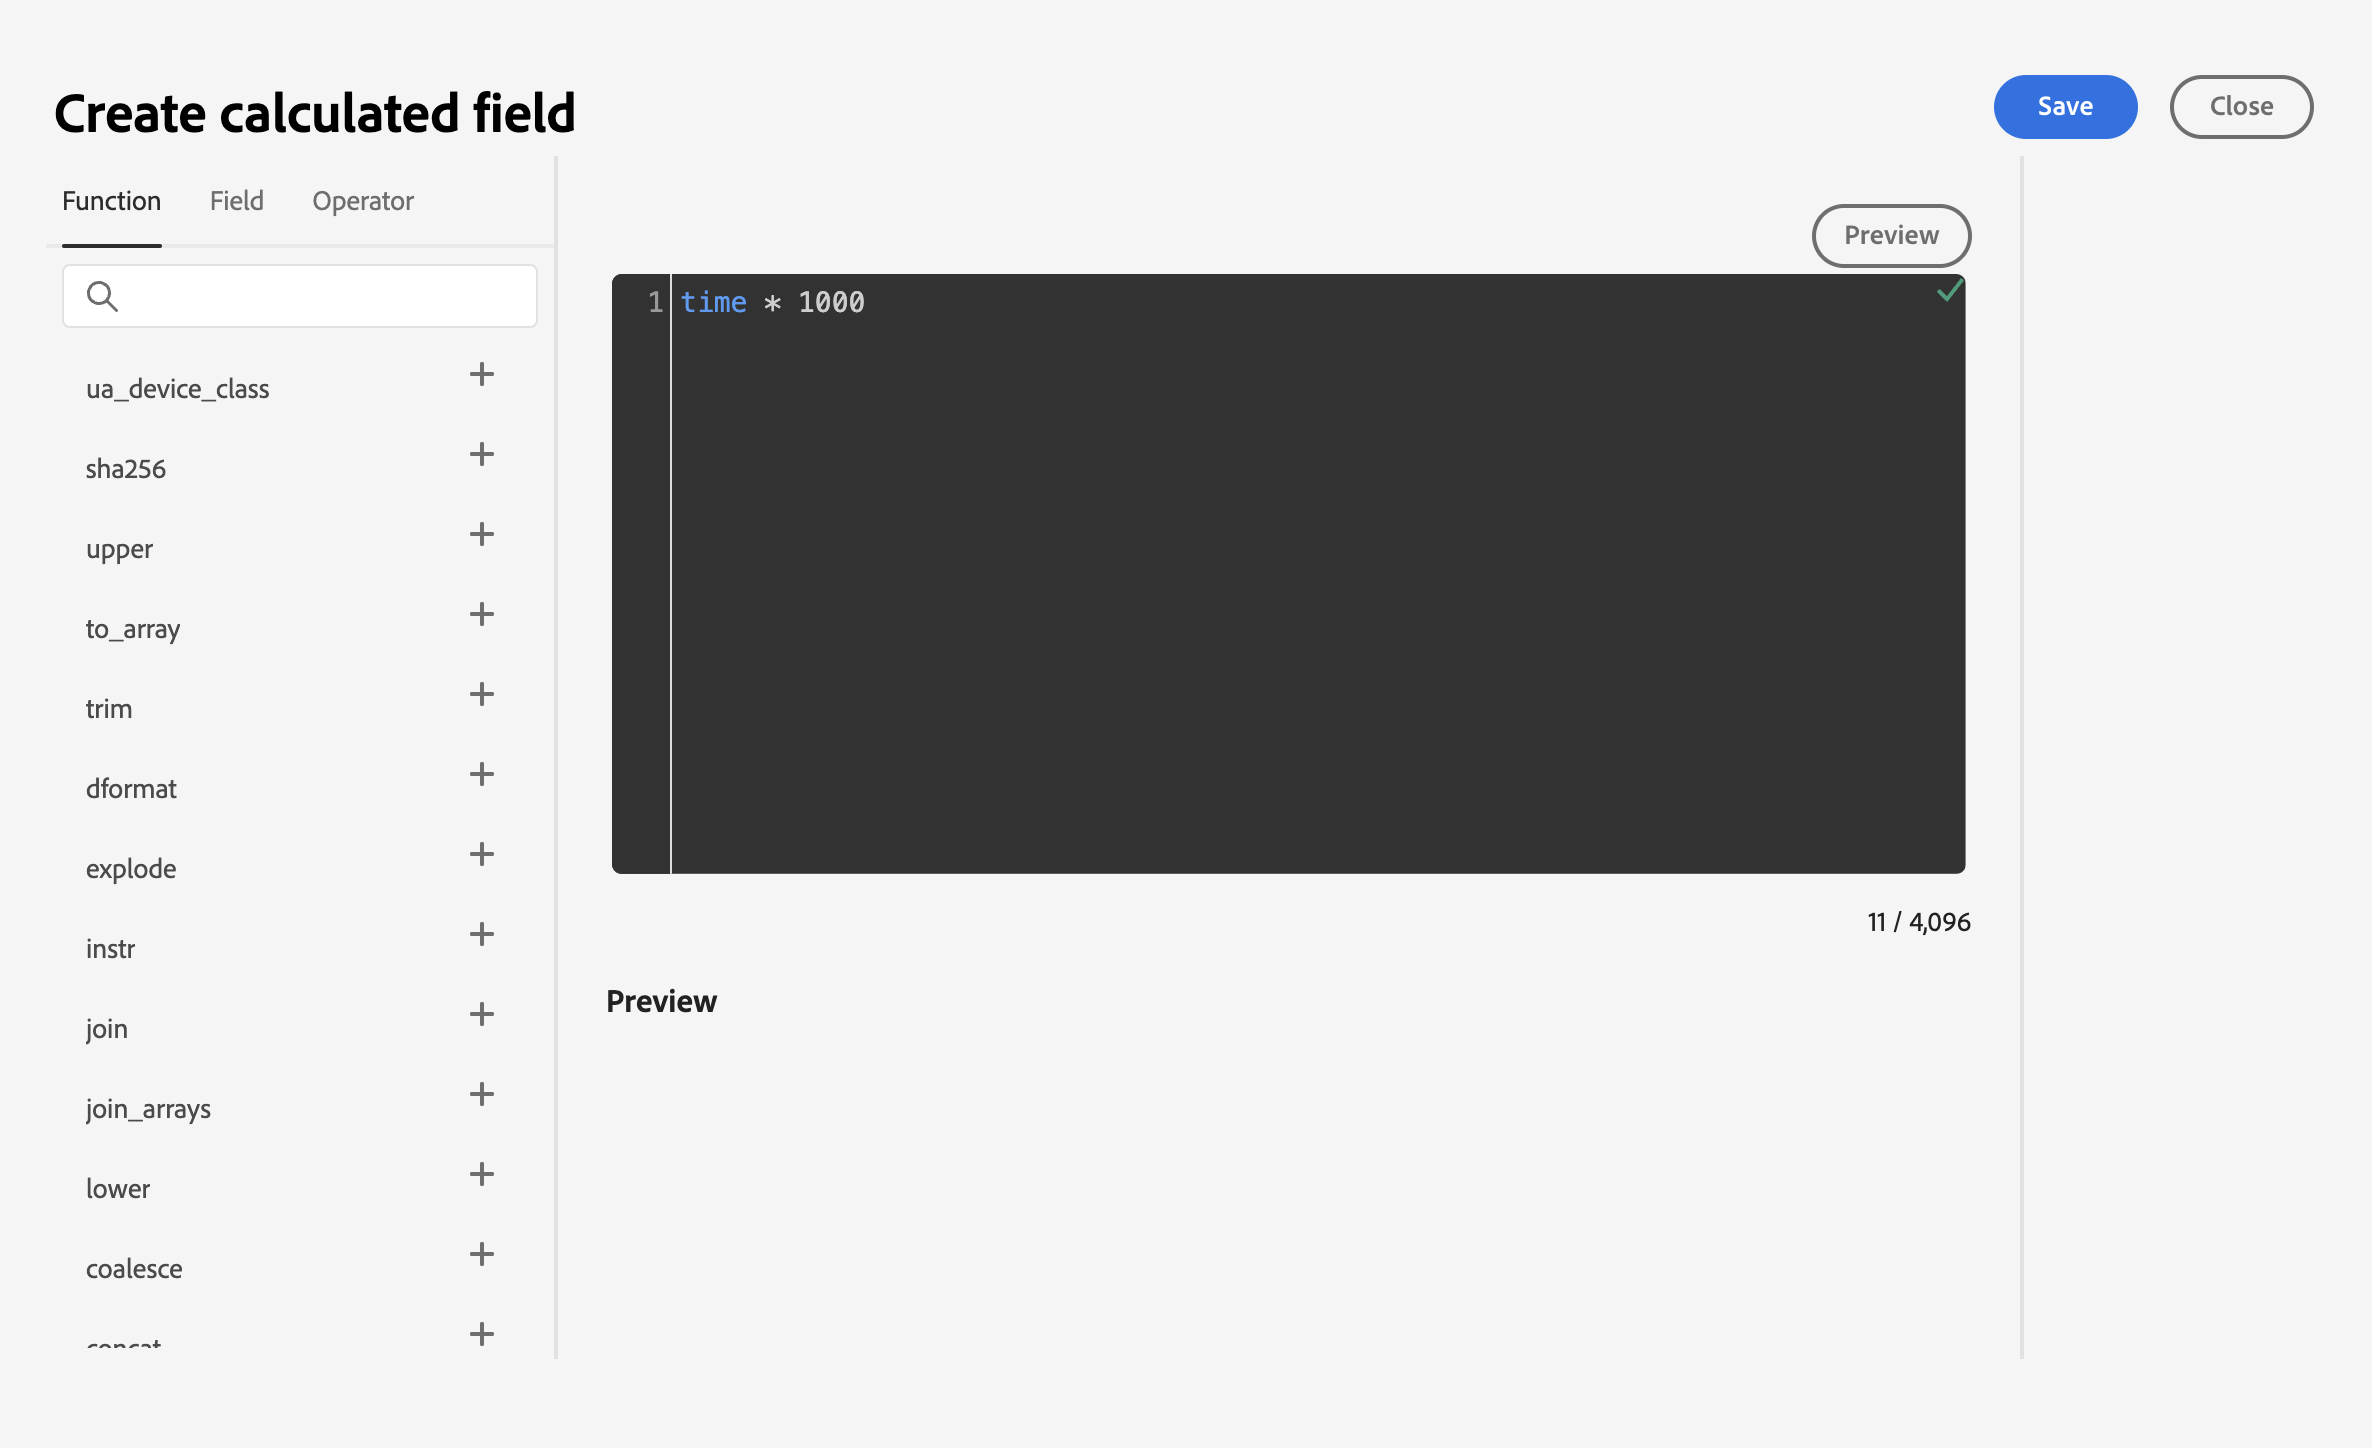 Create calculated field
Save
Close
Function
Field
Operator
Preview
1
time * 1000
ua_device_class
sha256
upper
to_array
trim
dformat
explode
instr
join
join_arrays
lower
coalesce
concat
11 / 4,096
Preview